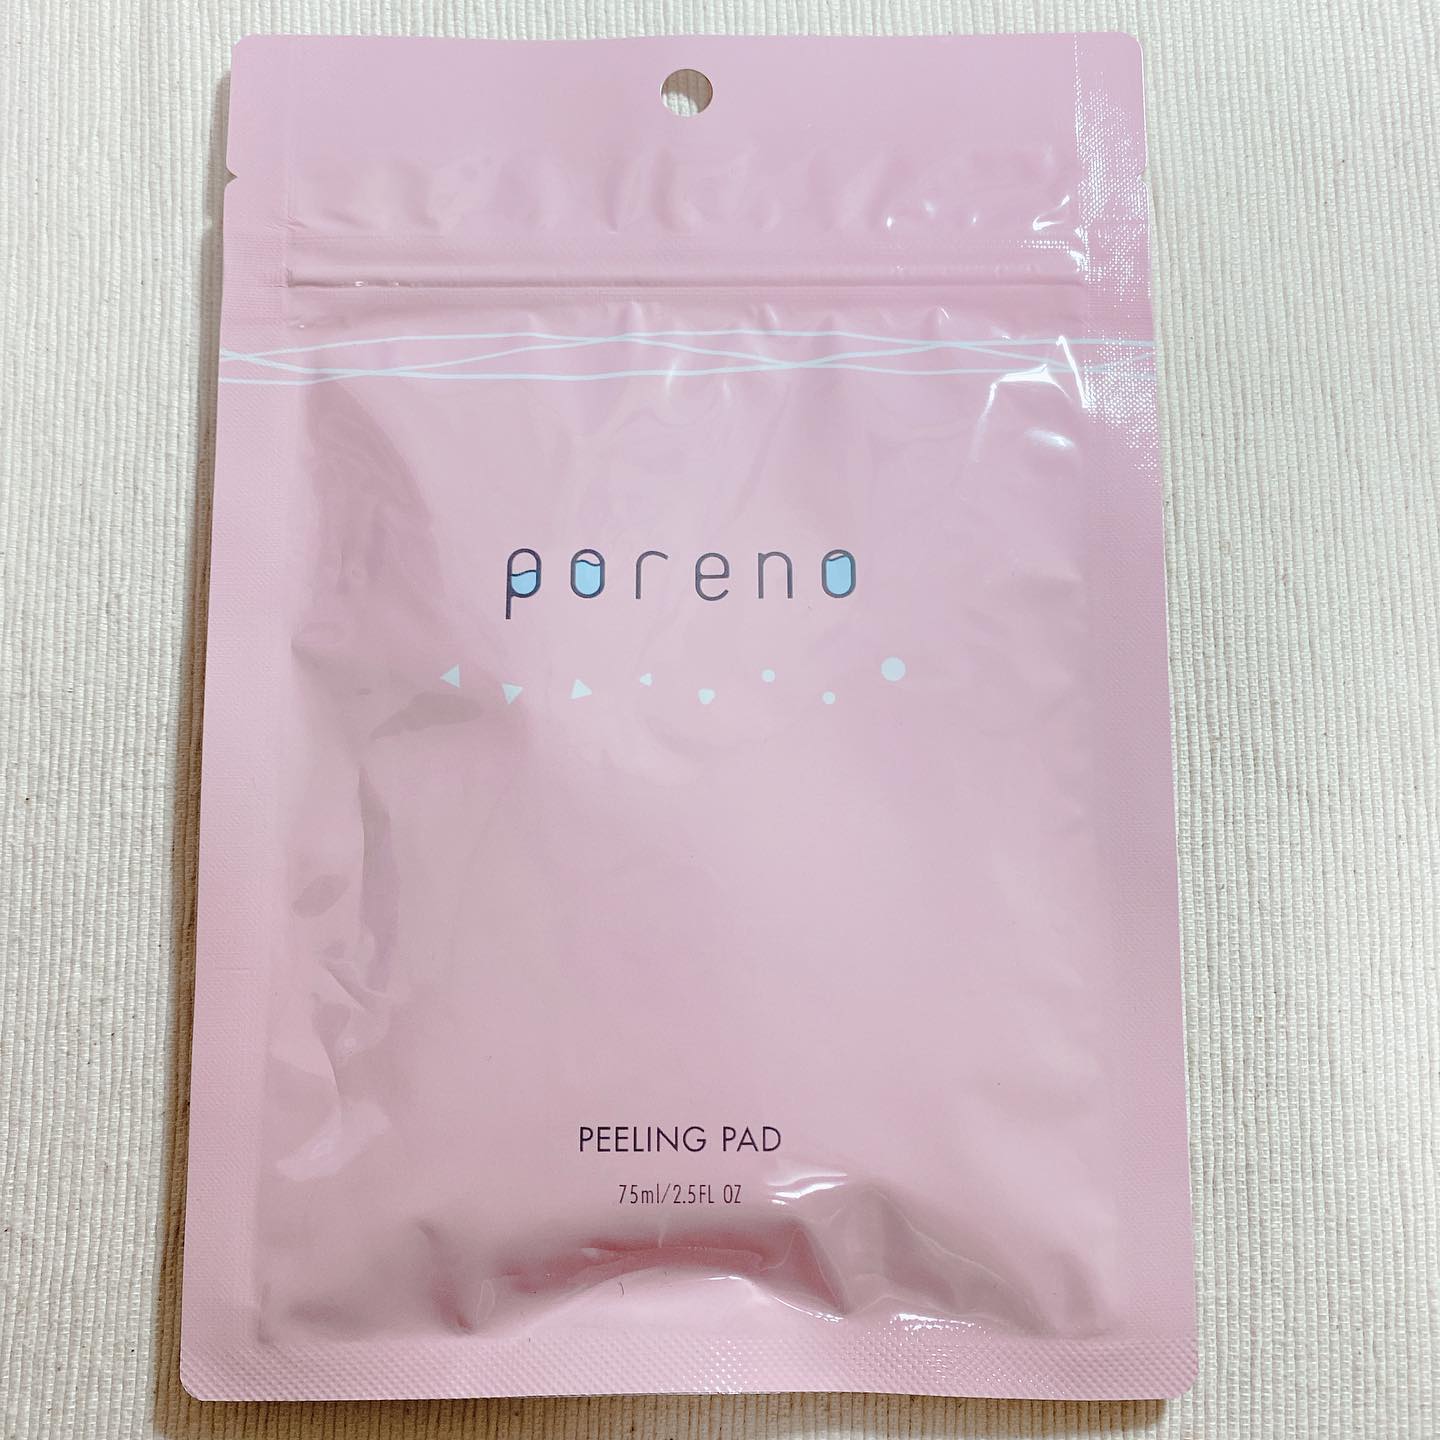 poreno
PEELING PAD
75ml/2.5FL OZ